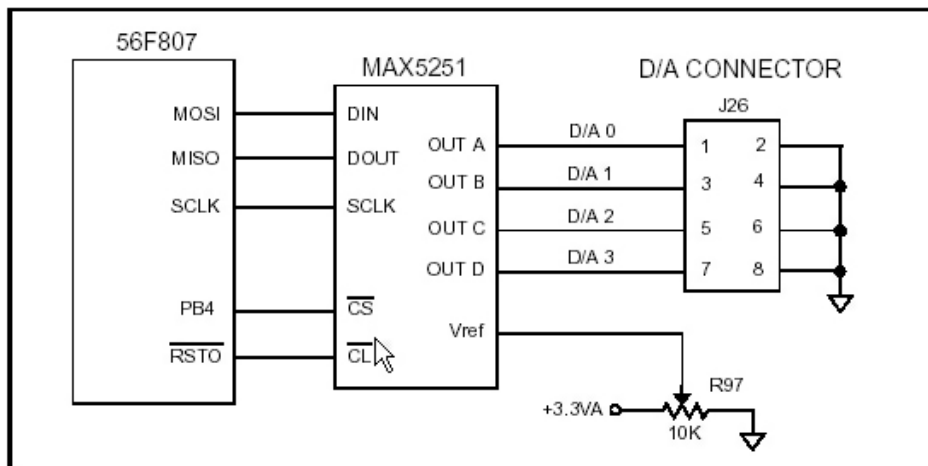 56F807
MAX5251
D/A CONNECTOR
J26
MOSI
MISO
SCLK
PB4
RSTO
DIN
DOUT
SCLK
CS
CL
OUT A
OUT B
OUT C
OUT D
Vref
D/A 0
D/A 1
D/A 2
D/A 3
1 2
3 4
5 6
7 8
R97
+3.3VA
10K